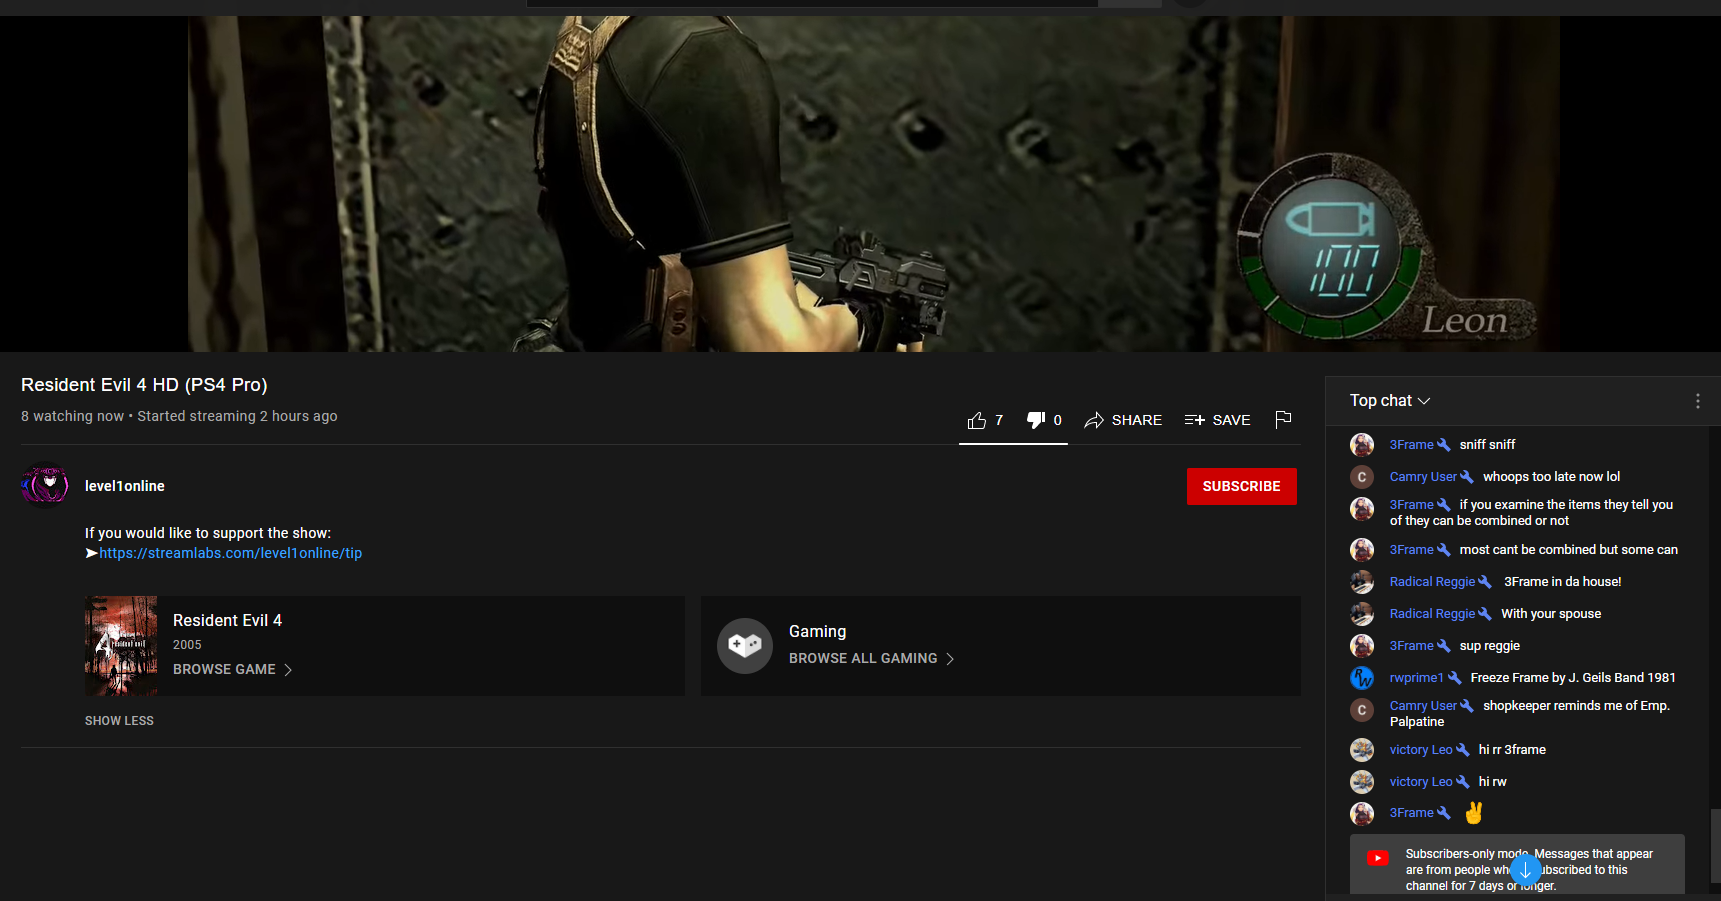 100
Leon
Resident Evil 4 HD (PS4 Pro)
8 watching now • Started streaming 2 hours ago
7
0
SHARE
SAVE
level1online
SUBSCRIBE
If you would like to support the show:
➤https://streamlabs.com/level1online/tip
resident evil 4
Resident Evil 4
2005
BROWSE GAME
Gaming
BROWSE ALL GAMING
SHOW LESS
Top chat
3Frame sniff sniff
C
Camry User whoops too late now lol
3Frame if you examine the items they tell you
of they can be combined or not
3Frame most cant be combined but some can
Radical Reggie 3Frame in da house!
Radical Reggie With your spouse
3Frame sup reggie
RW
rwprime1 Freeze Frame by J. Geils Band 1981
C
Camry User shopkeeper reminds me of Emp.
Palpatine
victory Leo hi rr 3frame
victory Leo hi rw
3Frame ✌
Subscribers-only mode. Messages that appear
are from people subscribed to this
channel for 7 days or longer.